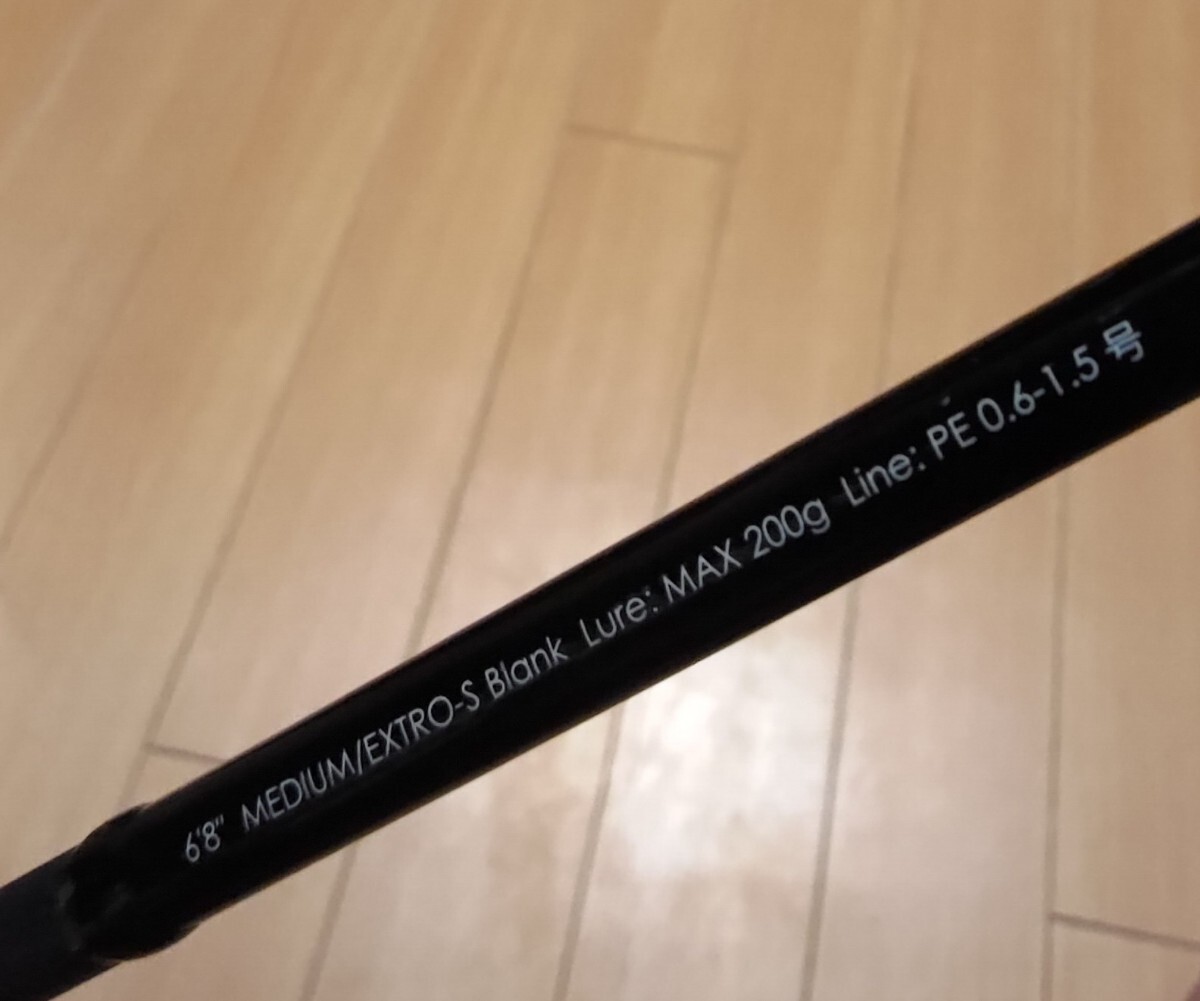 6'8" MEDIUM/EXTRO-S Blank Lure: MAX 200g Line: PE 0.6-1.5号